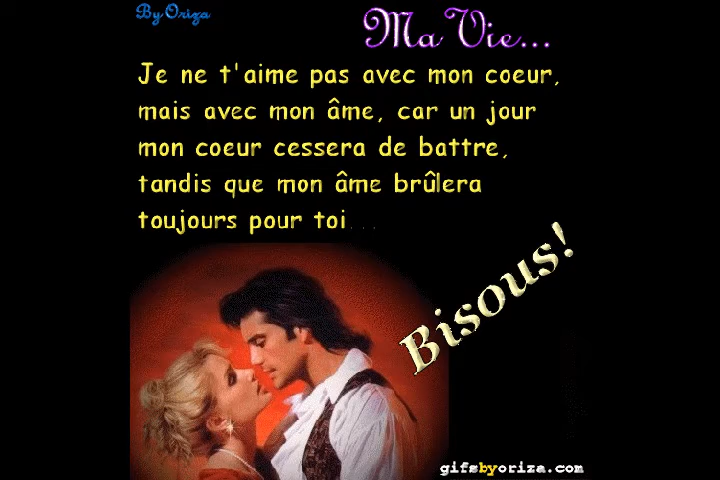 By Oriza
Ma Vie...
Je ne t'aime pas avec mon coeur,
mais avec mon âme, car un jour
mon coeur cessera de battre,
tandis que mon âme brûlera
toujours pour toi...
Bisous!
gifsbyoriza.com